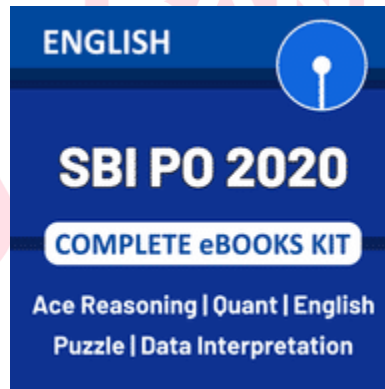 ENGLISH
SBI PO 2020
COMPLETE eBOOKS KIT
Ace Reasoning | Quant | English
Puzzle | Data Interpretation